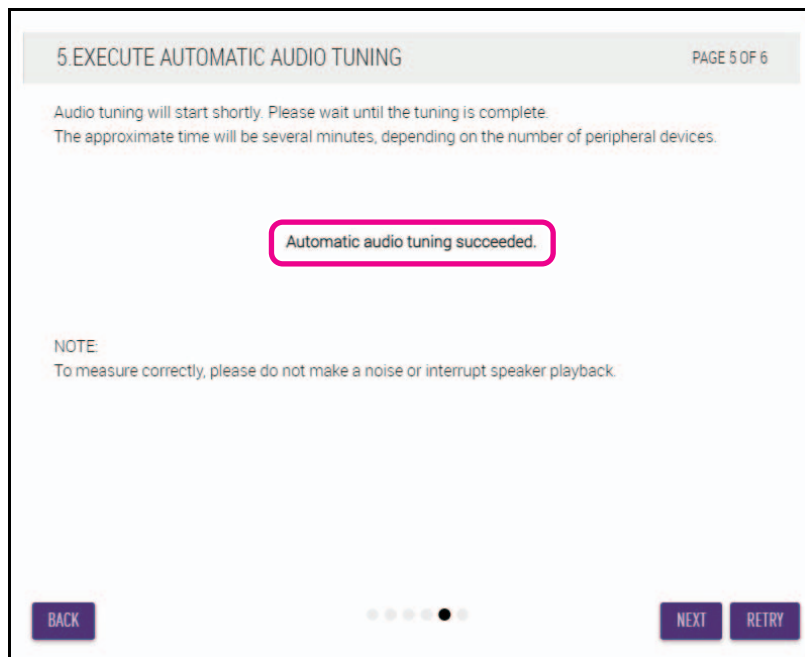 5.EXECUTE AUTOMATIC AUDIO TUNING PAGE 5 OF 6
Audio tuning will start shortly. Please wait until the tuning is complete.
The approximate time will be several minutes, depending on the number of peripheral devices.
Automatic audio tuning succeeded.
NOTE:
To measure correctly, please do not make a noise or interrupt speaker playback.
BACK NEXT RETRY